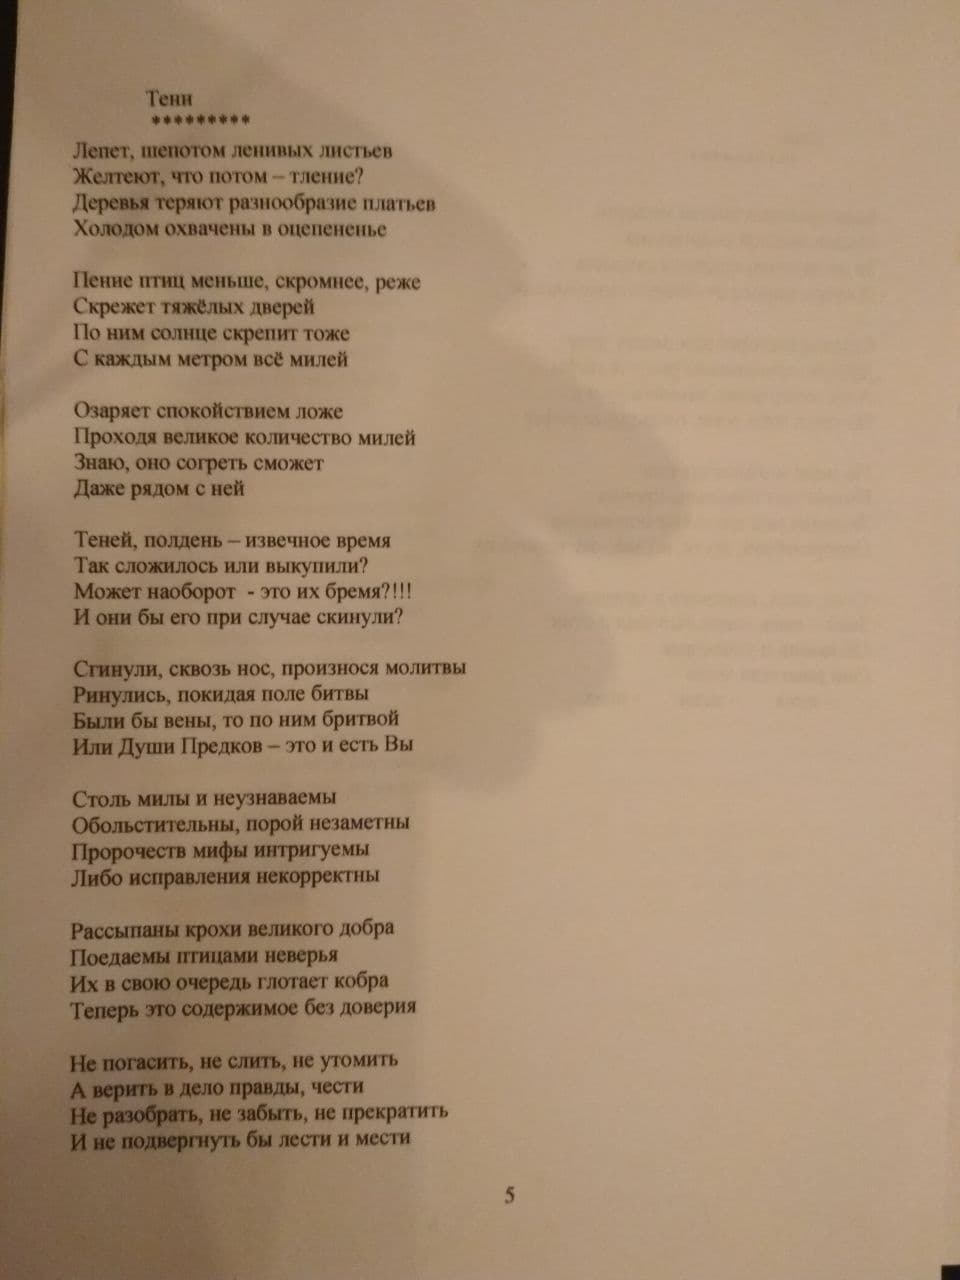 Тени
*********
Лепет, шепотом ленивых листьев
Желтеют, что потом – тление?
Деревья теряют разнообразие платьев
Холодом охвачены в оцепененье
Пение птиц меньше, скромнее, реже
Скрежет тяжёлых дверей
По ним солнце скрепит тоже
С каждым метром всё милей
Озаряет спокойствием ложе
Проходя великое количество милей
Знаю, оно согреть сможет
Даже рядом с ней
Теней, полдень – извечное время
Так сложилось или выкупили?
Может наоборот - это их бремя?!!!
И они бы его при случае скинули?
Сгинули, сквозь нос, произнося молитвы
Ринулись, покидая поле битвы
Были бы вены, то по ним бритвой
Или Души Предков – это и есть Вы
Столь милы и неузнаваемы
Обольстительны, порой незаметны
Пророчеств мифы интригуемы
Либо исправления некорректны
Рассыпаны крохи великого добра
Поедаемы птицами неверья
Их в свою очередь глотает кобра
Теперь это содержимое без доверия
Не погасить, не слить, не утомить
А верить в дело правды, чести
Не разобрать, не забыть, не прекратить
И не подвергнуть бы лести и мести
5